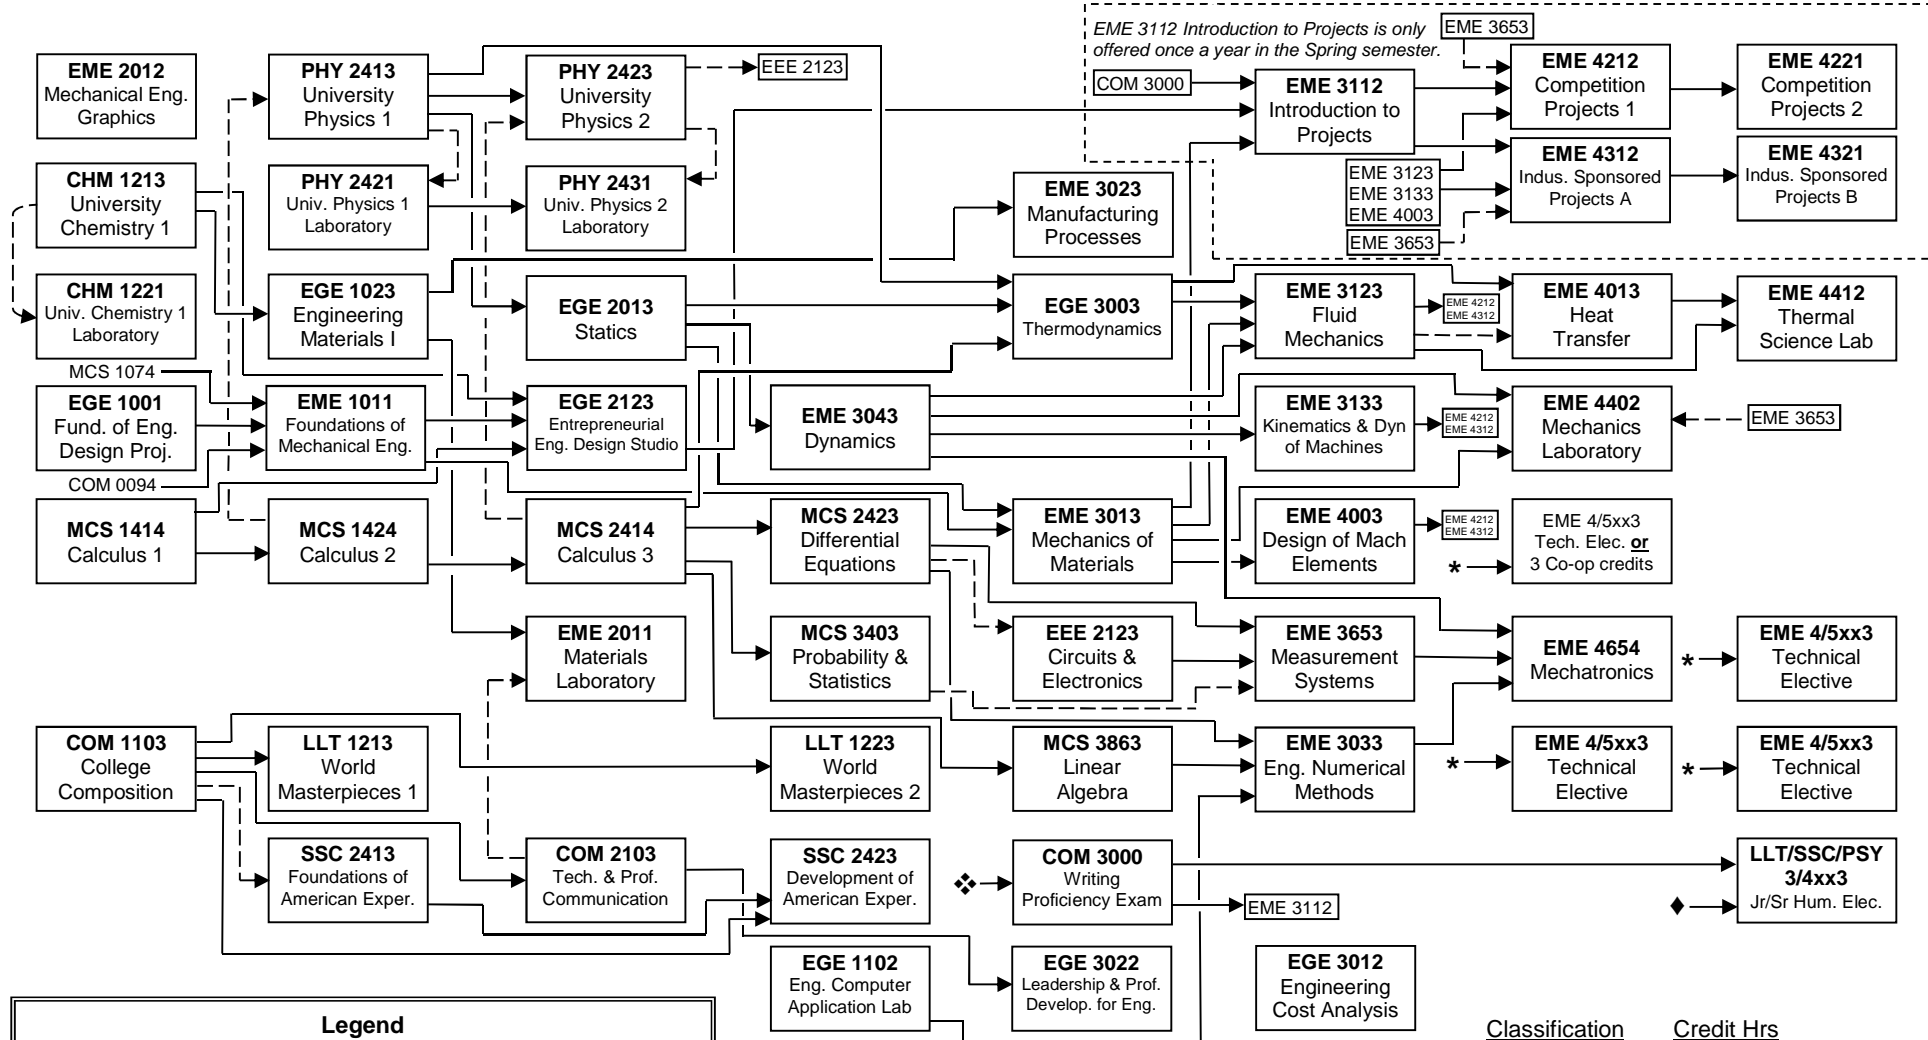 EME 3112 Introduction to Projects is only
offered once a year in the Spring semester.
EME 3653
EME 2012
Mechanical Eng.
Graphics
PHY 2413
University
Physics 1
PHY 2423
University
Physics 2
EEE 2123
COM 3000
EME 3112
Introduction to
Projects
EME 4212
Competition
Projects 1
EME 4221
Competition
Projects 2
CHM 1213
University
Chemistry 1
PHY 2421
Univ. Physics 1
Laboratory
PHY 2431
Univ. Physics 2
Laboratory
EME 3023
Manufacturing
Processes
EME 3123
EME 3133
EME 4003
EME 3653
EME 4312
Indus. Sponsored
Projects A
EME 4321
Indus. Sponsored
Projects B
CHM 1221
Univ. Chemistry 1
Laboratory
EGE 1023
Engineering
Materials I
EGE 2013
Statics
EGE 3003
Thermodynamics
EME 3123
Fluid
Mechanics
EME 4212
EME 4312
EME 4013
Heat
Transfer
EME 4412
Thermal
Science Lab
MCS 1074
EGE 1001
Fund. of Eng.
Design Proj.
COM 0094
EME 1011
Foundations of
Mechanical Eng.
EGE 2123
Entrepreneurial
Eng. Design Studio
EME 3043
Dynamics
EME 3133
Kinematics & Dyn
of Machines
EME 4212
EME 4312
EME 4402
Mechanics
Laboratory
EME 3653
MCS 1414
Calculus 1
MCS 1424
Calculus 2
MCS 2414
Calculus 3
MCS 2423
Differential
Equations
EME 3013
Mechanics of
Materials
EME 4003
Design of Mach
Elements
EME 4212
EME 4312
*
EME 4/5xx3
Tech. Elec. or
3 Co-op credits
EME 2011
Materials
Laboratory
MCS 3403
Probability &
Statistics
EEE 2123
Circuits &
Electronics
EME 3653
Measurement
Systems
EME 4654
Mechatronics
*
EME 4/5xx3
Technical
Elective
COM 1103
College
Composition
LLT 1213
World
Masterpieces 1
LLT 1223
World
Masterpieces 2
MCS 3863
Linear
Algebra
EME 3033
Eng. Numerical
Methods
*
EME 4/5xx3
Technical
Elective
*
EME 4/5xx3
Technical
Elective
SSC 2413
Foundations of
American Exper.
COM 2103
Tech. & Prof.
Communication
SSC 2423
Development of
American Exper.
❖
COM 3000
Writing
Proficiency Exam
EME 3112
♦
LLT/SSC/PSY
3/4xx3
Jr/Sr Hum. Elec.
EGE 1102
Eng. Computer
Application Lab
EGE 3022
Leadership & Prof.
Develop. for Eng.
EGE 3012
Engineering
Cost Analysis
Legend
Classification Credit Hrs